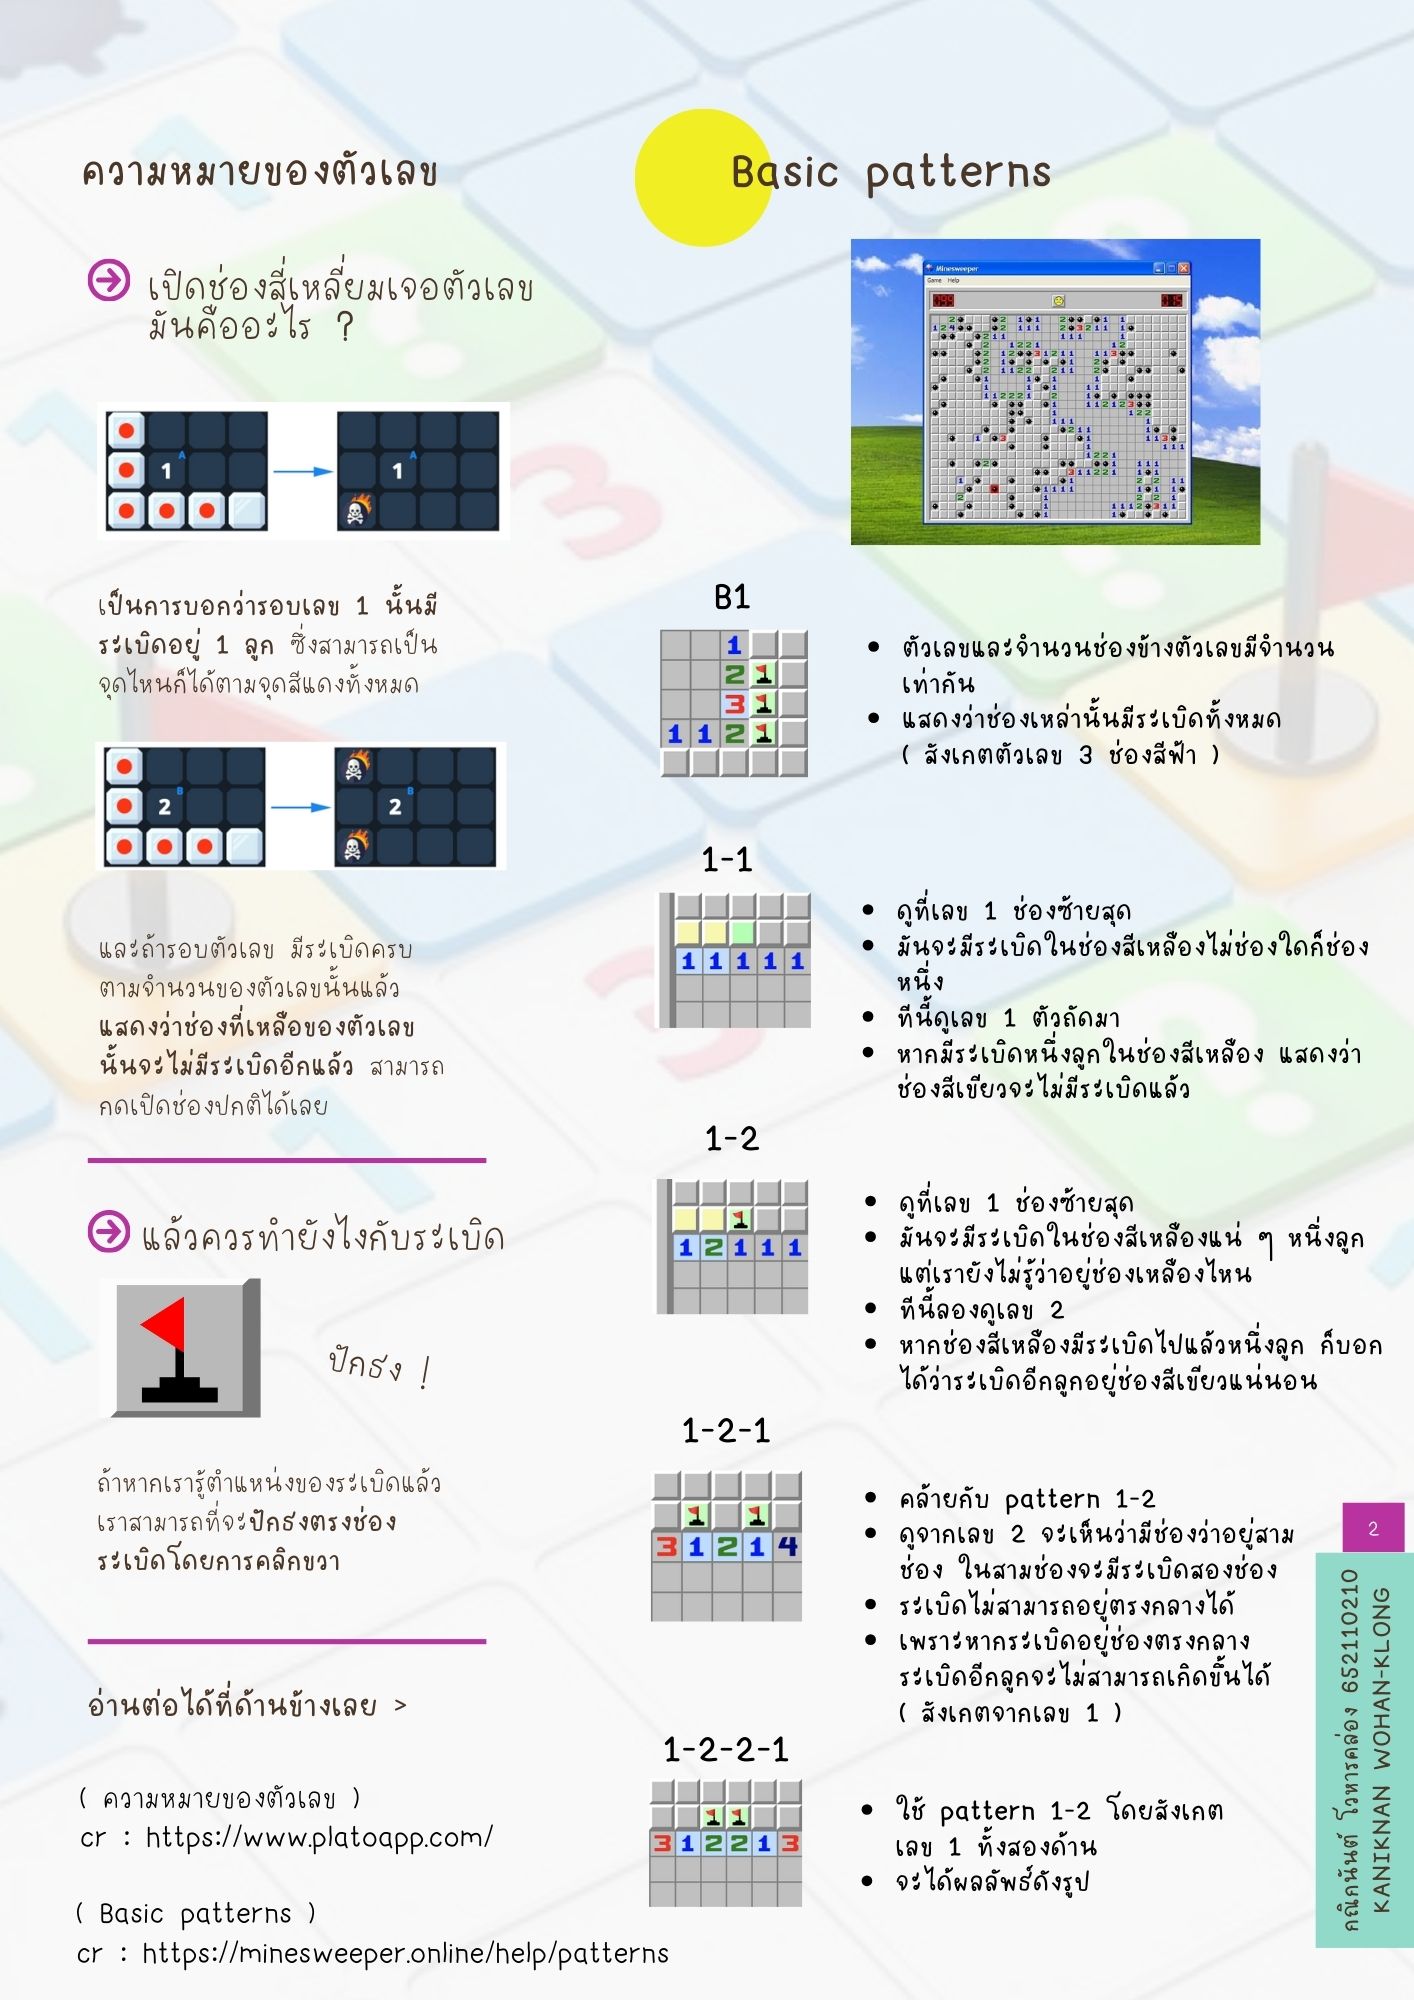 ความหมายของตัวเลข
เปิดช่องสี่เหลี่ยมเจอตัวเลข
มันคืออะไร ?
A
1
A
1
เป็นการบอกว่ารอบเลข 1 นั้นมี
ระเบิดอยู่ 1 ลูก ซึ่งสามารถเป็น
จุดไหนก็ได้ตามจุดสีแดงทั้งหมด
B
2
B
2
และถ้ารอบตัวเลข มีระเบิดครบ
ตามจำนวนของตัวเลขนั้นแล้ว
แสดงว่าช่องที่เหลือของตัวเลข
นั้นจะไม่มีระเบิดอีกแล้ว สามารถ
กดเปิดช่องปกติได้เลย
แล้วควรทำยังไงกับระเบิด
ปักธง !
ถ้าหากเรารู้ตำแหน่งของระเบิดแล้ว
เราสามารถที่จะปักธงตรงช่อง
ระเบิดโดยการคลิกขวา
อ่านต่อได้ที่ด้านข้างเลย >
( ความหมายของตัวเลข )
cr : https://www.platoapp.com/
( Basic patterns )
cr : https://minesweeper.online/help/patterns
Basic patterns
Minesweeper
Game Help
B1
1
2
3
1 1 2
• ตัวเลขและจำนวนช่องข้างตัวเลขมีจำนวน
เท่ากัน
• แสดงว่าช่องเหล่านั้นมีระเบิดทั้งหมด
( สังเกตตัวเลข 3 ช่องสีฟ้า )
1-1
1 1 1 1 1
• ดูที่เลข 1 ช่องซ้ายสุด
• มันจะมีระเบิดในช่องสีเหลืองไม่ช่องใดก็ช่อง
หนึ่ง
• ทีนี้ดูเลข 1 ตัวถัดมา
• หากมีระเบิดหนึ่งลูกในช่องสีเหลือง แสดงว่า
ช่องสีเขียวจะไม่มีระเบิดแล้ว
1-2
1 2 1 1 1
• ดูที่เลข 1 ช่องซ้ายสุด
• มันจะมีระเบิดในช่องสีเหลืองแน่ ๆ หนึ่งลูก
แต่เรายังไม่รู้ว่าอยู่ช่องเหลืองไหน
• ทีนี้ลองดูเลข 2
• หากช่องสีเหลืองมีระเบิดไปแล้วหนึ่งลูก ก็บอก
ได้ว่าระเบิดอีกลูกอยู่ช่องสีเขียวแน่นอน
1-2-1
3 1 2 1 4
• คล้ายกับ pattern 1-2
• ดูจากเลข 2 จะเห็นว่ามีช่องว่าอยู่สาม
ช่อง ในสามช่องจะมีระเบิดสองช่อง
• ระเบิดไม่สามารถอยู่ตรงกลางได้
• เพราะหากระเบิดอยู่ช่องตรงกลาง
ระเบิดอีกลูกจะไม่สามารถเกิดขึ้นได้
( สังเกตจากเลข 1 )
1-2-2-1
3 1 2 2 1 3
• ใช้ pattern 1-2 โดยสังเกต
เลข 1 ทั้งสองด้าน
• จะได้ผลลัพธ์ดังรูป
2
คณิกนันต์ โวหารคล่อง 652110210
KANIKNAN WOHAN-KLONG